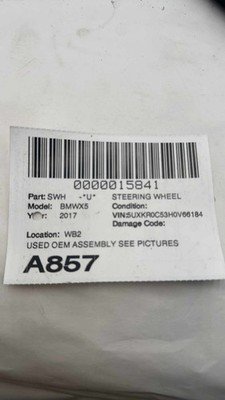 0000015841
Part: SWH -*U* STEERING WHEEL
Model: BMWX5 Condition:
Year: 2017 VIN:5UXKR0C53H0V66184
Damage Code:
Location: WB2
USED OEM ASSEMBLY SEE PICTURES
A857